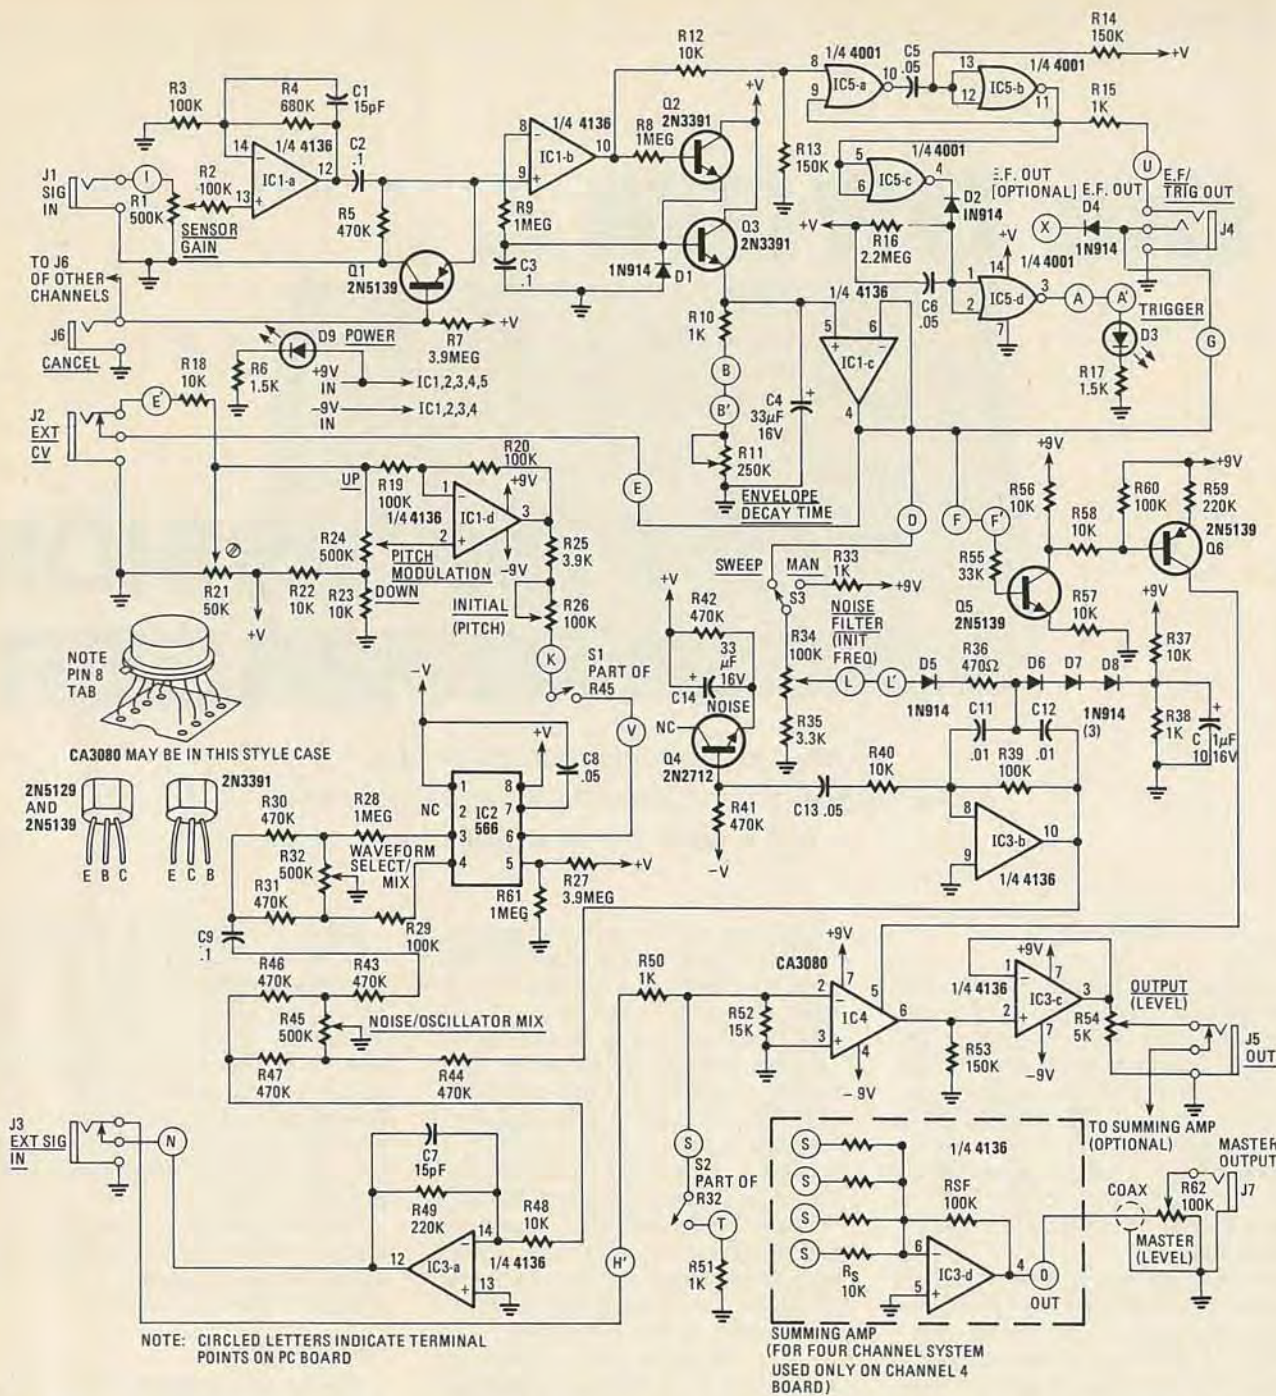 R3
100K
R4
680K
C1
15pF
14
13
12
1/4 4136
IC1-a
C2
.1
J1
SIG
IN
I
R1
500K
R2
100K
SENSOR
GAIN
R5
470K
Q1
2N5139
TO J6
OF OTHER
CHANNELS
J6
CANCEL
R7
3.9MEG
+V
D9 POWER
R6
1.5K
+9V
IN
IC1,2,3,4,5
-9V
IN
IC1,2,3,4
R12
10K
8
9
10
1/4 4136
IC1-b
R8
1MEG
Q2
2N3391
R9
1MEG
C3
.1
1N914
D1
Q3
2N3391
+V
R13
150K
8
9
10
1/4 4001
IC5-a
C5
.05
13
12
11
1/4 4001
IC5-b
R14
150K
+V
R15
1K
U
E.F/
TRIG OUT
J4
5
6
4
1/4 4001
IC5-c
D2
1N914
E.F. OUT
[OPTIONAL]
X
E.F. OUT
D4
1N914
+V
R16
2.2MEG
C6
.05
+V
14
1
2
3
7
1/4 4001
IC5-d
A
A'
TRIGGER
D3
R17
1.5K
G
R10
1K
B
B'
R11
250K
C4
33µF
16V
ENVELOPE
DECAY TIME
1/4 4136
5
6
4
IC1-c
R18
10K
E'
J2
EXT
CV
UP
R19
100K
R20
100K
1/4 4136
1
2
3
IC1-d
+9V
-9V
R24
500K
PITCH
MODULATION
DOWN
R21
50K
+V
R22
10K
R23
10K
R25
3.9K
INITIAL
(PITCH)
R26
100K
K
S1
PART OF
R45
V
E
D
F
F'
R55
33K
+9V
R56
10K
R58
10K
R60
100K
+9V
R59
220K
2N5139
Q6
Q5
2N5139
R57
10K
SWEEP
MAN
S3
R33
1K
+9V
NOISE
FILTER
(INIT
FREQ)
R34
100K
R35
3.3K
L
L'
D5
1N914
R36
470Ω
D6
D7
D8
1N914
(3)
+9V
R37
10K
R38
1K
C
10
1µF
16V
+V
R42
470K
33
µF
16V
C14
NOISE
NC
Q4
2N2712
R41
470K
-V
C13 .05
R40
10K
C11
.01
C12
.01
R39
100K
8
9
10
IC3-b
1/4 4136
NOTE
PIN 8
TAB
CA3080 MAY BE IN THIS STYLE CASE
2N5129
AND
2N5139
E B C
2N3391
E C B
-V
+V
C8
.05
NC
1
2
3
4
5
6
7
8
IC2
566
R27
3.9MEG
+V
R61
1MEG
R30
470K
R28
1MEG
R32
500K
WAVEFORM
SELECT/
MIX
R31
470K
R29
100K
C9
.1
R46
470K
R43
470K
R45
500K
NOISE/OSCILLATOR MIX
R47
470K
R44
470K
J3
EXT SIG
IN
N
C7
15pF
R49
220K
R48
10K
12
14
13
IC3-a
1/4 4136
H'
R50
1K
R52
15K
CA3080
2
3
4
5
6
7
IC4
+9V
- 9V
R53
150K
1/4 4136
1
2
3
7
7
IC3-c
+9V
-9V
OUTPUT
(LEVEL)
R54
5K
J5
OUT
TO SUMMING AMP
(OPTIONAL)
S
S2
PART OF
R32
T
R51
1K
S
S
S
S
1/4 4136
RSF
100K
RS
10K
6
5
4
IC3-d
O
OUT
COAX
MASTER
(LEVEL)
R62
100K
MASTER
OUTPUT
J7
SUMMING AMP
(FOR FOUR CHANNEL SYSTEM
USED ONLY ON CHANNEL 4
BOARD)
NOTE: CIRCLED LETTERS INDICATE TERMINAL
POINTS ON PC BOARD